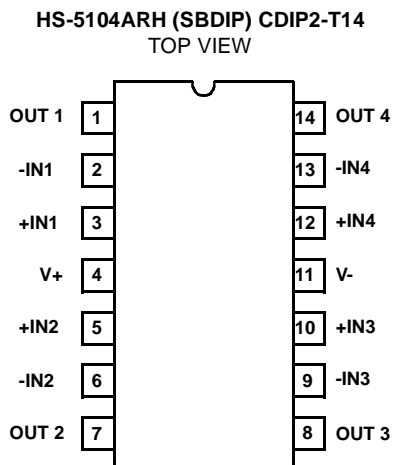 HS-5104ARH (SBDIP) CDIP2-T14
TOP VIEW
OUT 1 1 14 OUT 4
-IN1 2 13 -IN4
+IN1 3 12 +IN4
V+ 4 11 V-
+IN2 5 10 +IN3
-IN2 6 9 -IN3
OUT 2 7 8 OUT 3